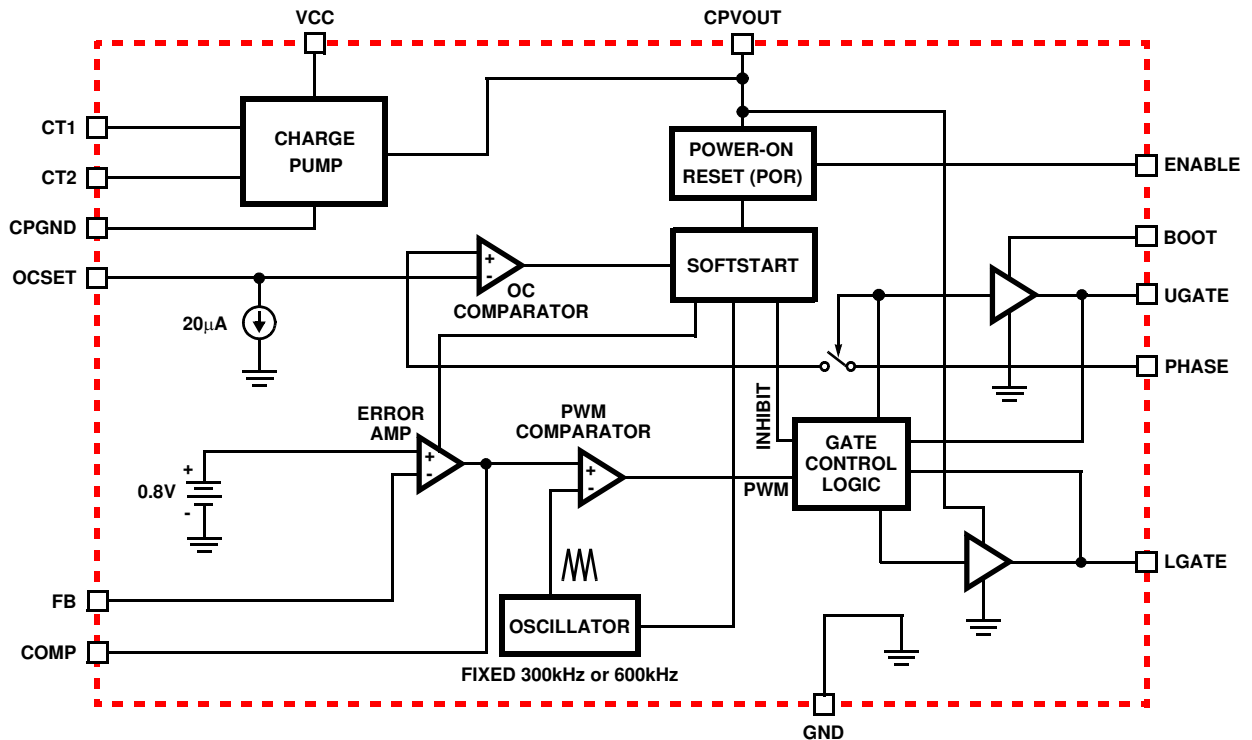 VCC
CPVOUT
CT1
CHARGE
PUMP
POWER-ON
RESET (POR)
ENABLE
CT2
CPGND
BOOT
OCSET
+
-
SOFTSTART
OC
COMPARATOR
UGATE
20μA
PHASE
ERROR
AMP
PWM
COMPARATOR
INHIBIT
GATE
CONTROL
LOGIC
+
0.8V
-
+
-
+
-
PWM
LGATE
FB
OSCILLATOR
COMP
FIXED 300kHz or 600kHz
GND